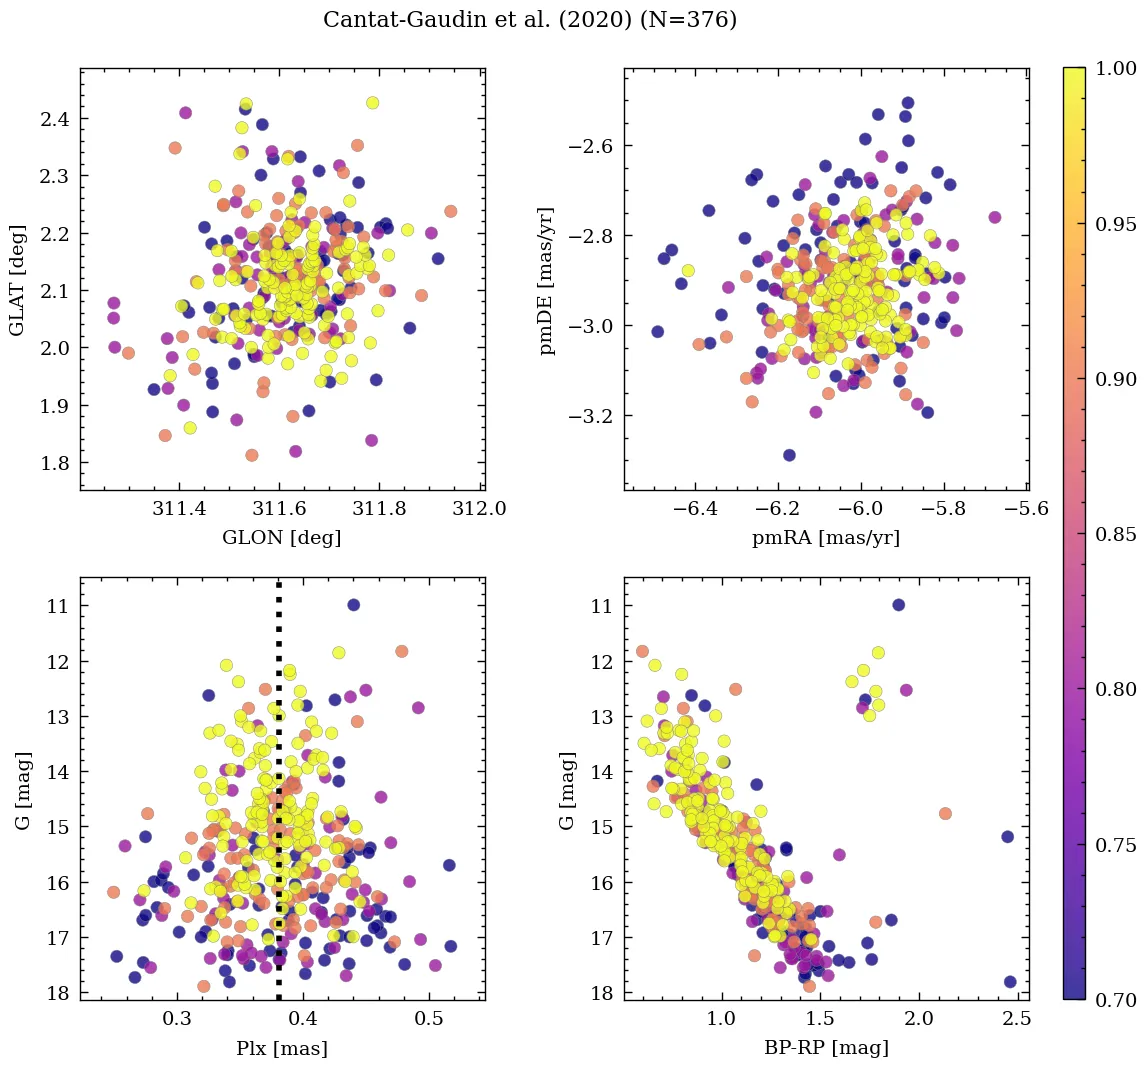 Cantat-Gaudin et al. (2020) (N=376)
2.4
2.3
2.2
2.1
2.0
1.9
1.8
GLAT [deg]
311.4 311.6 311.8 312.0
GLON [deg]
−2.6
−2.8
−3.0
−3.2
pmDE [mas/yr]
−6.4 −6.2 −6.0 −5.8 −5.6
pmRA [mas/yr]
11
12
13
14
15
16
17
18
G [mag]
0.3 0.4 0.5
Plx [mas]
11
12
13
14
15
16
17
18
G [mag]
1.0 1.5 2.0 2.5
BP-RP [mag]
1.00
0.95
0.90
0.85
0.80
0.75
0.70